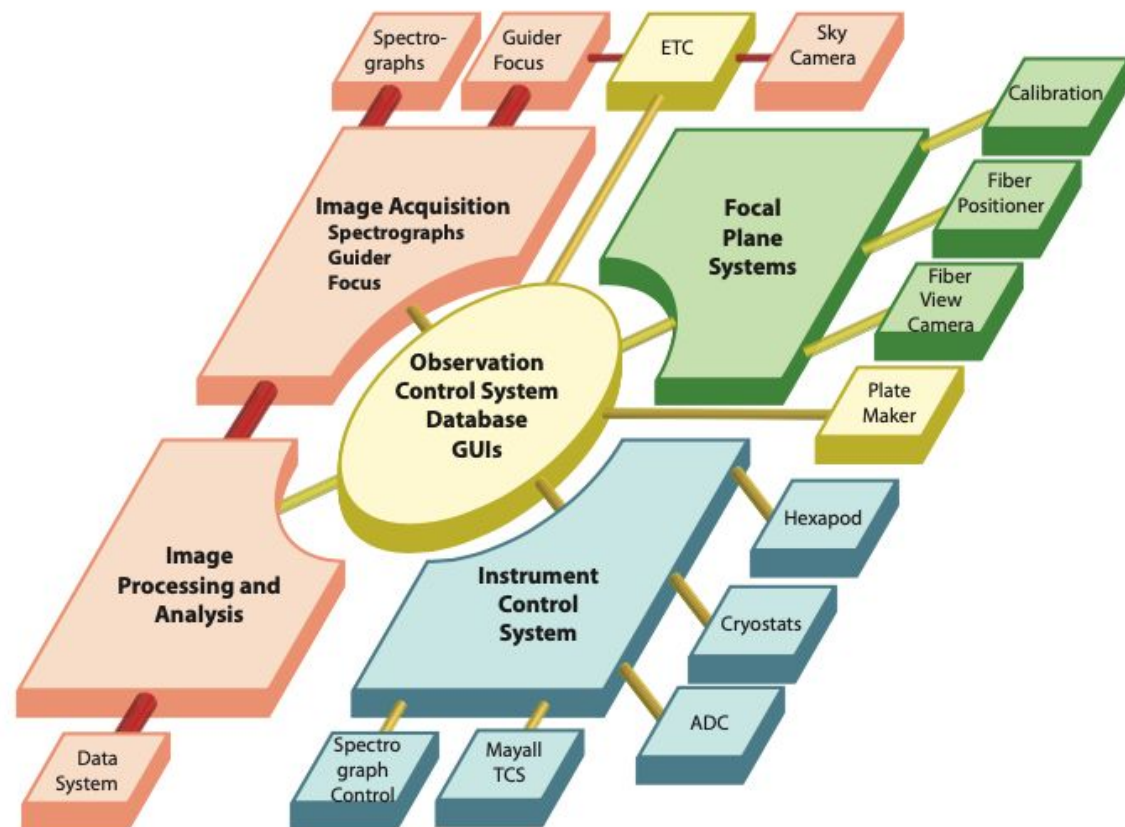 Spectro-
graphs
Guider
Focus
ETC
Sky
Camera
Calibration
Image Acquisition
Spectrographs
Guider
Focus
Focal
Plane
Systems
Fiber
Positioner
Fiber
View
Camera
Observation
Control System
Database
GUIs
Plate
Maker
Hexapod
Image
Processing and
Analysis
Instrument
Control
System
Cryostats
ADC
Data
System
Spectro
graph
Control
Mayall
TCS